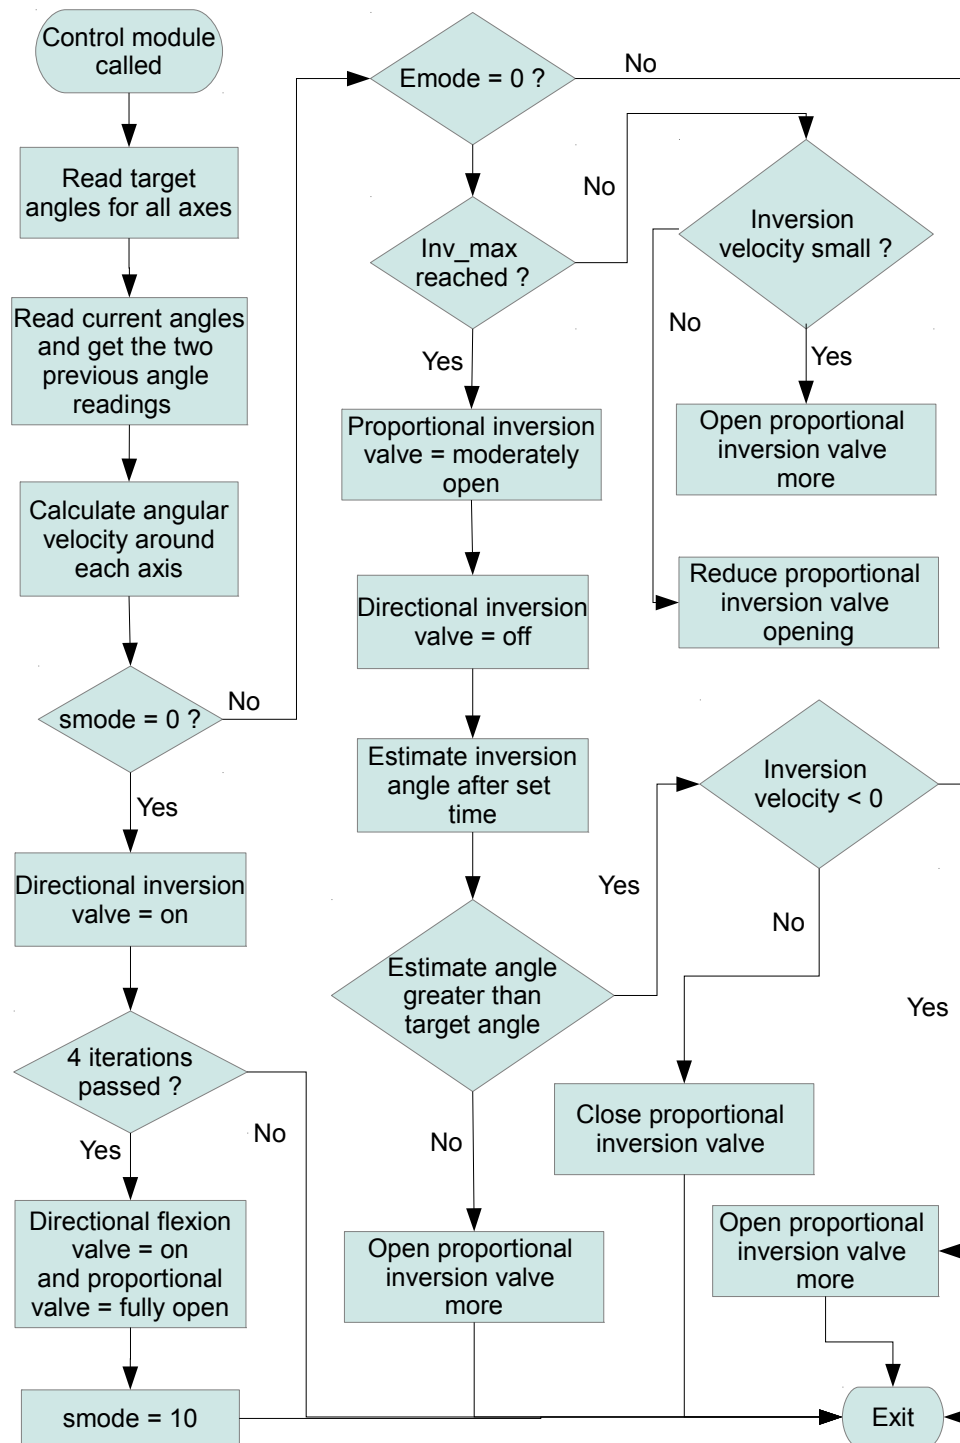 Control module
called
Read target
angles for all axes
Read current angles
and get the two
previous angle
readings
Calculate angular
velocity around
each axis
smode = 0 ?
No
Yes
Directional inversion
valve = on
4 iterations
passed ?
No
Yes
Directional flexion
valve = on
and proportional
valve = fully open
smode = 10
Emode = 0 ?
No
Inv_max
reached ?
No
Yes
Inversion
velocity small ?
No
Yes
Open proportional
inversion valve
more
Reduce proportional
inversion valve
opening
Proportional inversion
valve = moderately
open
Directional inversion
valve = off
Estimate inversion
angle after set
time
Estimate angle
greater than
target angle
Yes
No
Inversion
velocity < 0
No
Yes
Close proportional
inversion valve
Open proportional
inversion valve
more
Open proportional
inversion valve
more
Exit